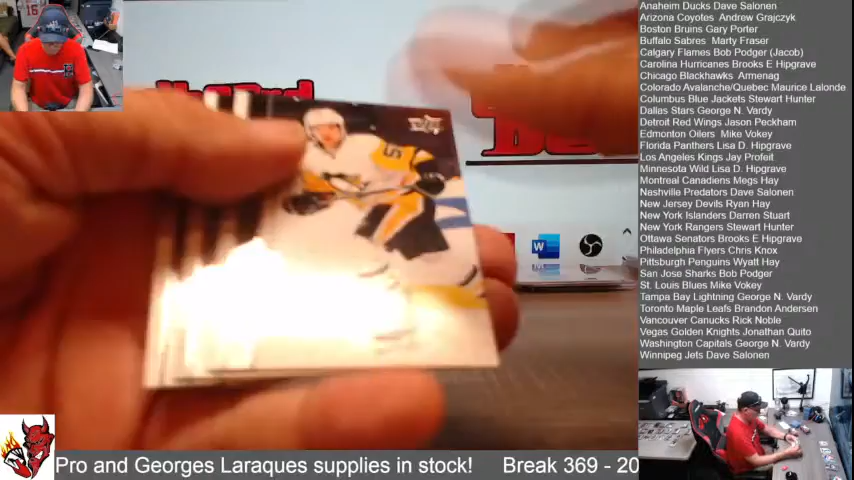 Anaheim Ducks Dave Salonen
Arizona Coyotes Andrew Grajczyk
Boston Bruins Gary Porter
Buffalo Sabres Marty Fraser
Calgary Flames Bob Podger (Jacob)
Carolina Hurricanes Brooks E Hipgrave
Chicago Blackhawks Armenag
Colorado Avalanche/Quebec Maurice Lalonde
Columbus Blue Jackets Stewart Hunter
Dallas Stars George N. Vardy
Detroit Red Wings Jason Peckham
Edmonton Oilers Mike Vokey
Florida Panthers Lisa D. Hipgrave
Los Angeles Kings Jay Profeit
Minnesota Wild Lisa D. Hipgrave
Montreal Canadiens Megs Hay
Nashville Predators Dave Salonen
New Jersey Devils Ryan Hay
New York Islanders Darren Stuart
New York Rangers Stewart Hunter
Ottawa Senators Brooks E Hipgrave
Philadelphia Flyers Chris Knox
Pittsburgh Penguins Wyatt Hay
San Jose Sharks Bob Podger
St. Louis Blues Mike Vokey
Tampa Bay Lightning George N. Vardy
Toronto Maple Leafs Brandon Andersen
Vancouver Canucks Rick Noble
Vegas Golden Knights Jonathan Quito
Washington Capitals George N. Vardy
Winnipeg Jets Dave Salonen
Pro and Georges Laraques supplies in stock! Break 369 - 20